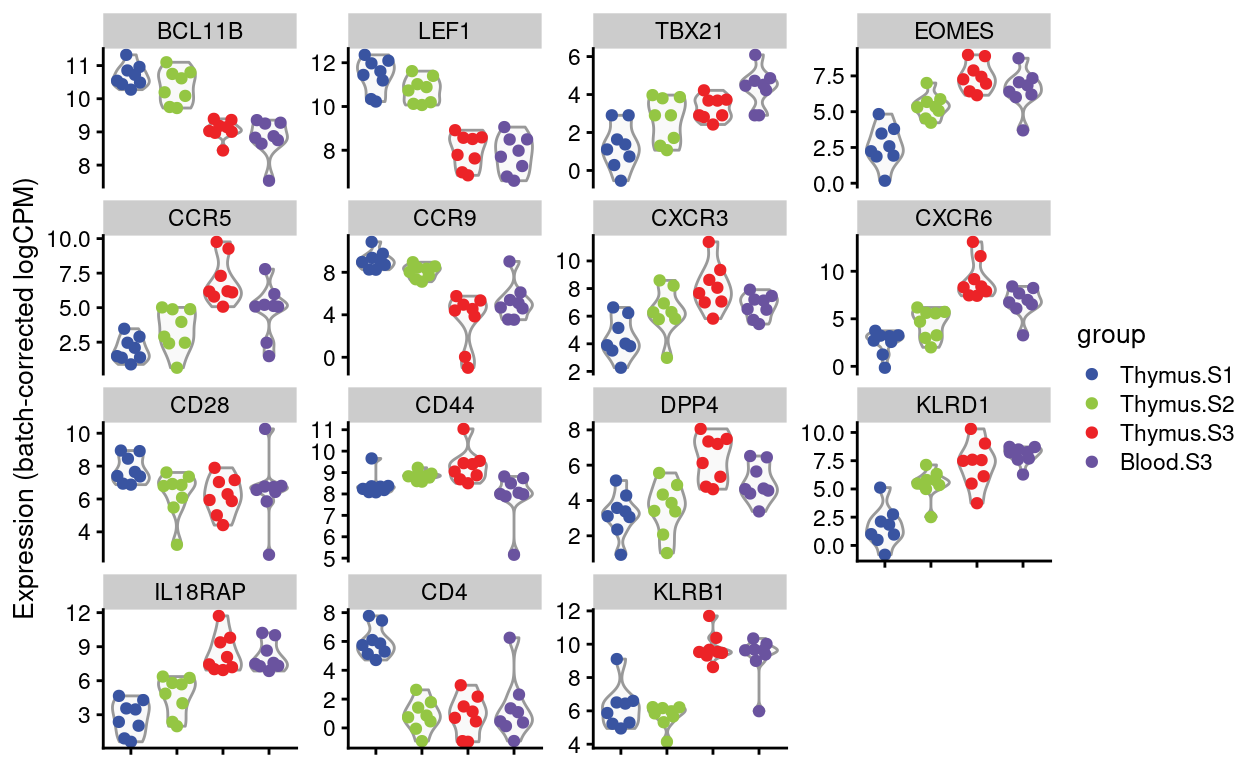 BCL11B LEF1 TBX21 EOMES
11 10 9 8
12 10 8
6 4 2 0
7.5 5.0 2.5 0.0
CCR5 CCR9 CXCR3 CXCR6
10.0 7.5 5.0 2.5
8 4 0
10 8 6 4 2
10 5 0
CD28 CD44 DPP4 KLRD1
10 8 6 4
11 10 9 8 7 6 5
8 6 4 2
10.0 7.5 5.0 2.5 0.0
IL18RAP CD4 KLRB1
12 9 6 3
8 6 4 2 0
12 10 8 6 4
Expression (batch-corrected logCPM)
group
Thymus.S1
Thymus.S2
Thymus.S3
Blood.S3